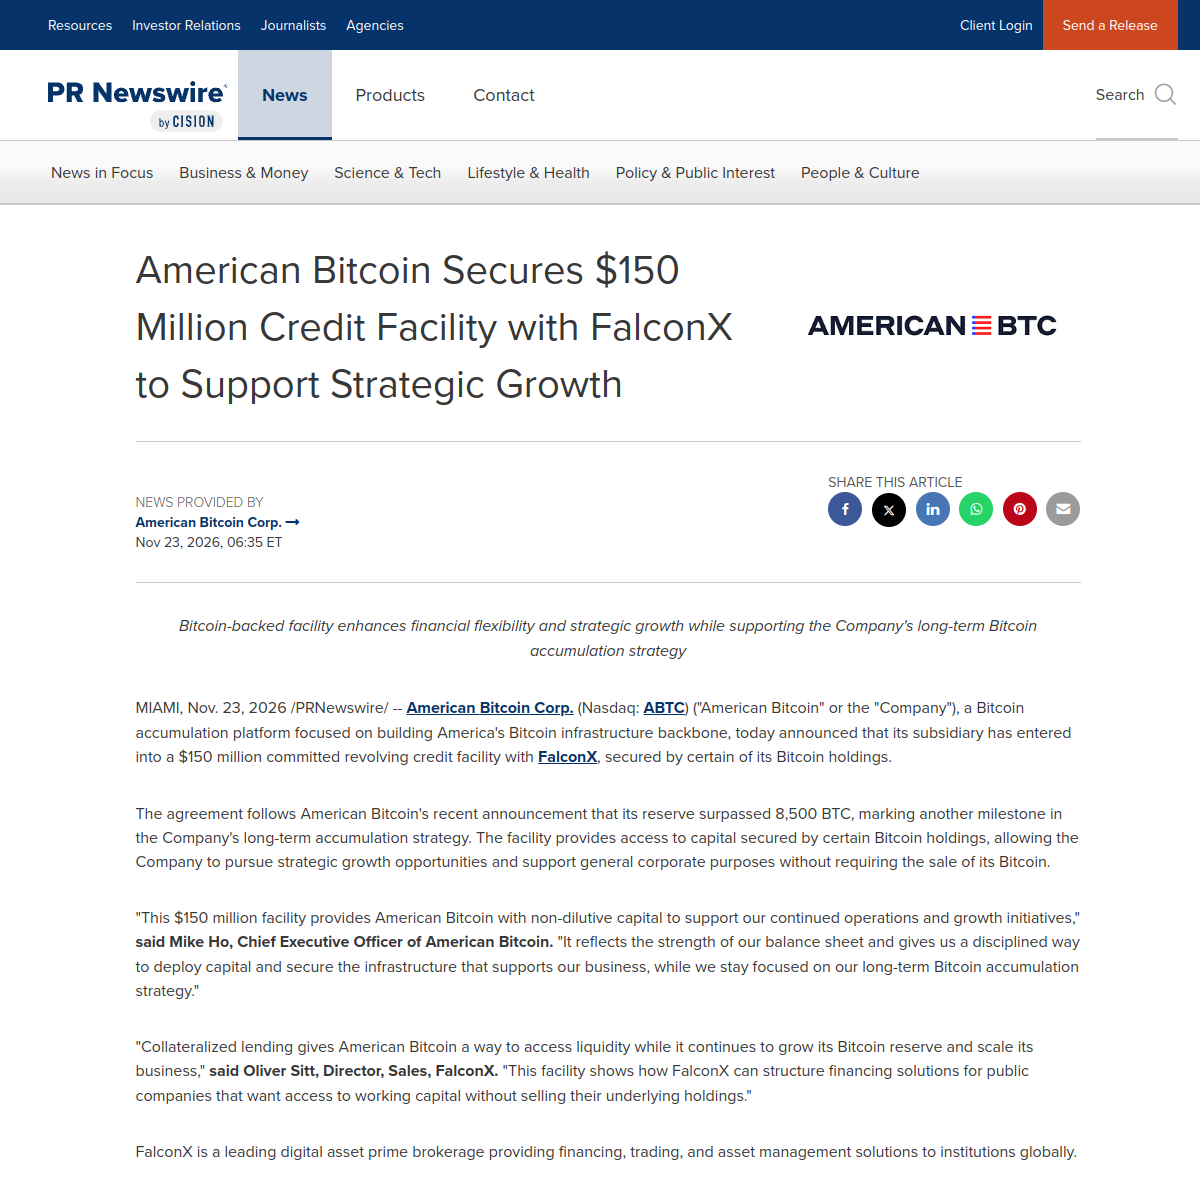 Resources Investor Relations Journalists Agencies Client Login Send a Release
PR Newswire®
by CISION
News Products Contact Search
News in Focus Business & Money Science & Tech Lifestyle & Health Policy & Public Interest People & Culture
American Bitcoin Secures $150
Million Credit Facility with FalconX
to Support Strategic Growth
AMERICAN BTC
NEWS PROVIDED BY
American Bitcoin Corp. →
Nov 23, 2026, 06:35 ET
SHARE THIS ARTICLE
Bitcoin-backed facility enhances financial flexibility and strategic growth while supporting the Company's long-term Bitcoin
accumulation strategy
MIAMI, Nov. 23, 2026 /PRNewswire/ -- American Bitcoin Corp. (Nasdaq: ABTC) ("American Bitcoin" or the "Company"), a Bitcoin
accumulation platform focused on building America's Bitcoin infrastructure backbone, today announced that its subsidiary has entered
into a $150 million committed revolving credit facility with FalconX, secured by certain of its Bitcoin holdings.
The agreement follows American Bitcoin's recent announcement that its reserve surpassed 8,500 BTC, marking another milestone in
the Company's long-term accumulation strategy. The facility provides access to capital secured by certain Bitcoin holdings, allowing the
Company to pursue strategic growth opportunities and support general corporate purposes without requiring the sale of its Bitcoin.
"This $150 million facility provides American Bitcoin with non-dilutive capital to support our continued operations and growth initiatives,"
said Mike Ho, Chief Executive Officer of American Bitcoin. "It reflects the strength of our balance sheet and gives us a disciplined way
to deploy capital and secure the infrastructure that supports our business, while we stay focused on our long-term Bitcoin accumulation
strategy."
"Collateralized lending gives American Bitcoin a way to access liquidity while it continues to grow its Bitcoin reserve and scale its
business," said Oliver Sitt, Director, Sales, FalconX. "This facility shows how FalconX can structure financing solutions for public
companies that want access to working capital without selling their underlying holdings."
FalconX is a leading digital asset prime brokerage providing financing, trading, and asset management solutions to institutions globally.